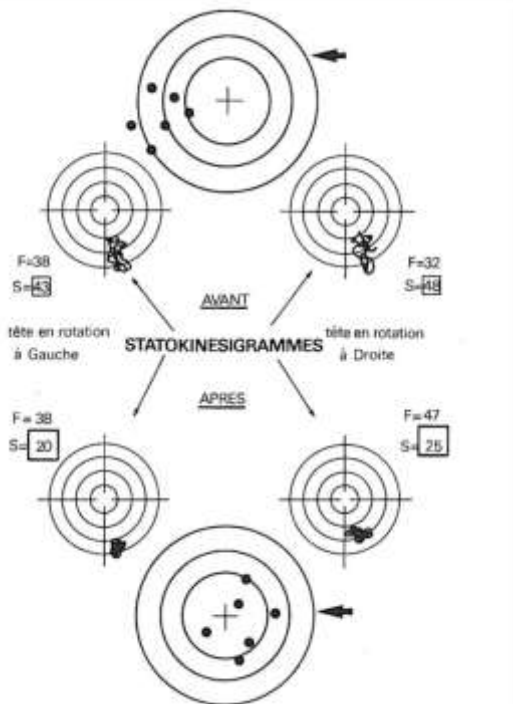 F=38
S=43
F=32
S=48
AVANT
tête en rotation
à Gauche
STATOKINESIGRAMMES
tête en rotation
à Droite
APRES
F=38
S=20
F=47
S=25